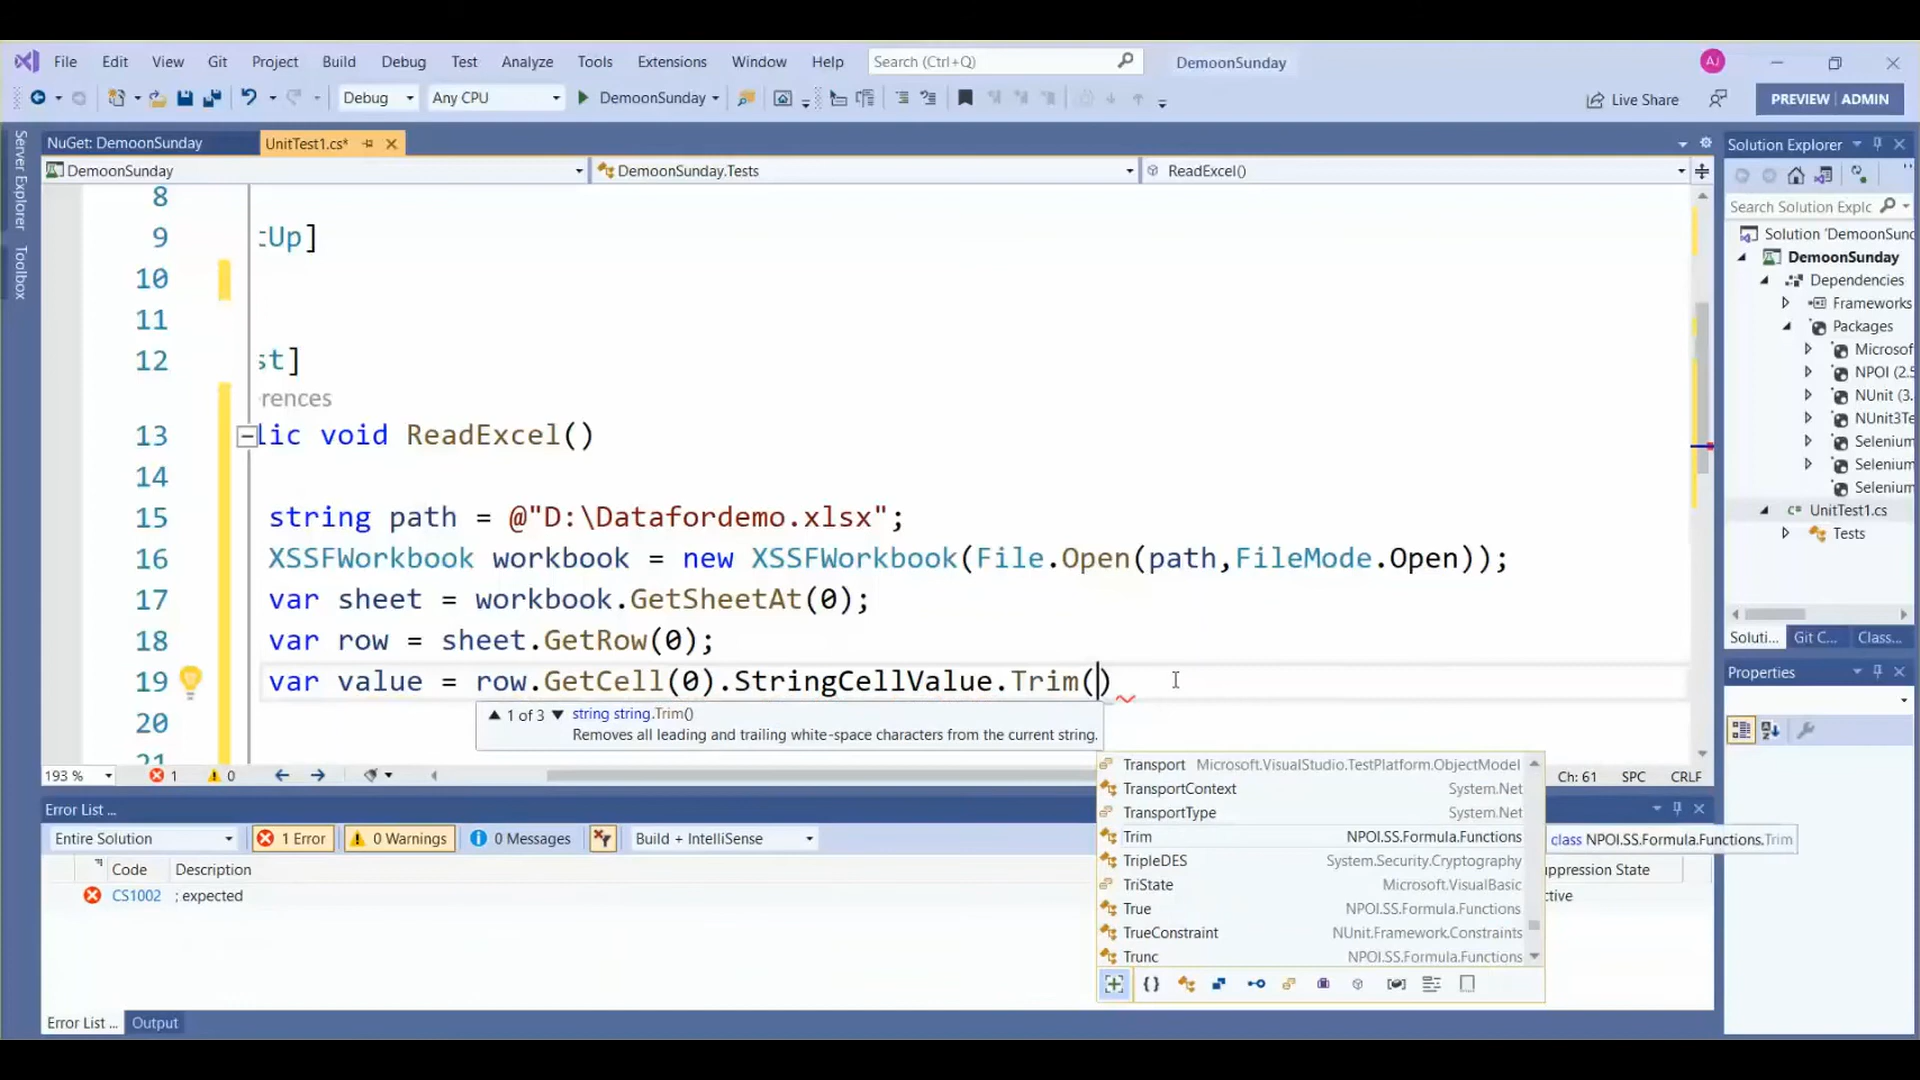 File Edit View Git Project Build Debug Test Analyze Tools Extensions Window Help Search (Ctrl+Q) DemoonSunday AJ
Debug Any CPU DemoonSunday Live Share PREVIEW ADMIN
NuGet: DemoonSunday UnitTest1.cs*
DemoonSunday DemoonSunday.Tests ReadExcel()
Server Explorer
Toolbox
8
9 tUp]
10
11
12 st]
rences
13 lic void ReadExcel()
14
15 string path = @"D:\Datafordemo.xlsx";
16 XSSFWorkbook workbook = new XSSFWorkbook(File.Open(path,FileMode.Open));
17 var sheet = workbook.GetSheetAt(0);
18 var row = sheet.GetRow(0);
19 var value = row.GetCell(0).StringCellValue.Trim()
20
21
1 of 3 string string.Trim()
Removes all leading and trailing white-space characters from the current string.
Transport Microsoft.VisualStudio.TestPlatform.ObjectModel
TransportContext System.Net
TransportType System.Net
Trim NPOI.SS.Formula.Functions
TripleDES System.Security.Cryptography
TriState Microsoft.VisualBasic
True NPOI.SS.Formula.Functions
TrueConstraint NUnit.Framework.Constraints
Trunc NPOI.SS.Formula.Functions
class NPOI.SS.Formula.Functions.Trim
193 % 1 0 Ch: 61 SPC CRLF
Error List ...
Entire Solution 1 Error 0 Warnings 0 Messages Build + IntelliSense
Code Description uppression State
CS1002 ; expected ctive
Error List ... Output
Solution Explorer
Search Solution Explc
Solution 'DemoonSund
DemoonSunday
Dependencies
Frameworks
Packages
Microsof
NPOI (2.5
NUnit (3.
NUnit3Te
Selenium
Selenium
Selenium
UnitTest1.cs
Tests
Soluti... Git C... Class...
Properties